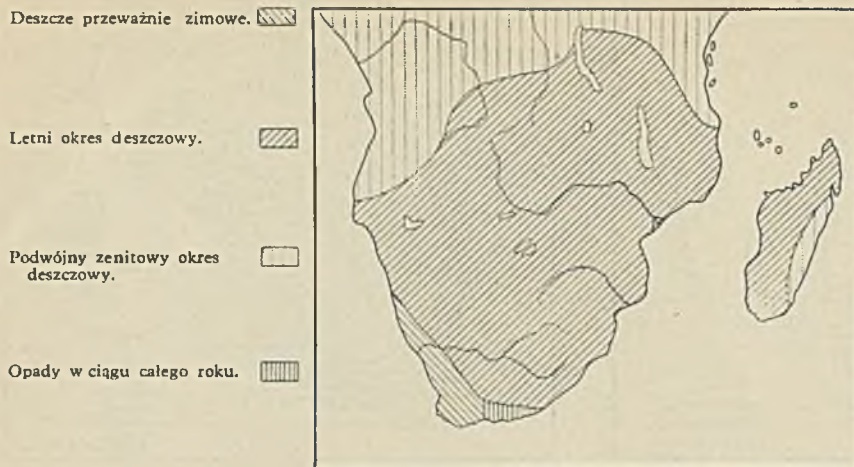 Deszcze przeważnie zimowe.
Letni okres deszczowy.
Podwójny zenitowy okres
deszczowy.
Opady w ciągu całego roku.